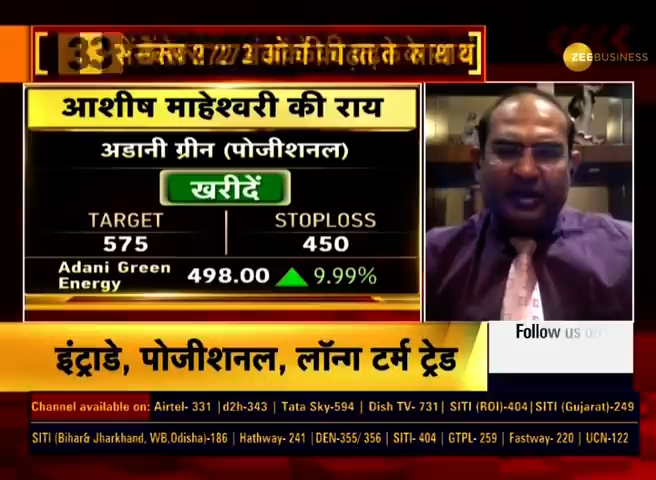 ZEE BUSINESS
आशीष माहेश्वरी की राय
अडानी ग्रीन (पोजीशनल)
खरीदें
TARGET
575
STOPLOSS
450
Adani Green Energy
498.00 ▲ 9.99%
इंट्राडे, पोजीशनल, लॉन्ग टर्म ट्रेड
Follow us
Channel available on: Airtel- 331 |d2h-343 | Tata Sky-594 | Dish TV- 731| SITI (ROI)-404| SITI (Gujarat)-249
SITI (Bihar& Jharkhand, WB,Odisha)-186 | Hathway- 241 |DEN-355/ 356 | SITI- 404 | GTPL- 259 | Fastway- 220 | UCN-122